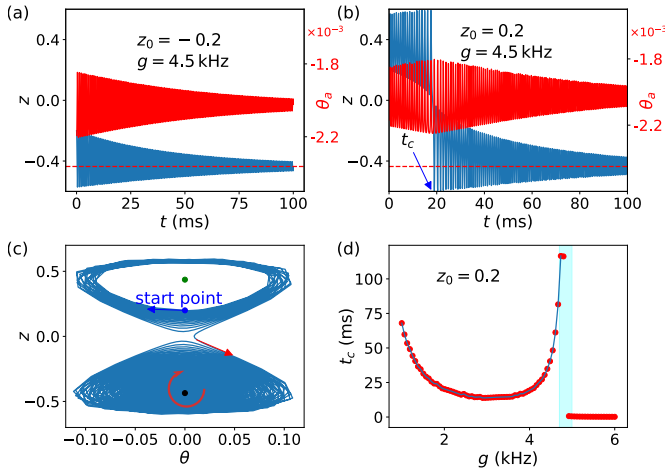 (a)
z₀ = −0.2
g = 4.5 kHz
0.4
0.0
−0.4
z
×10⁻³
-1.8
-2.2
θₐ
0
50
100
t (ms)
(b)
z₀ = 0.2
g = 4.5 kHz
t_c
0.4
0.0
−0.4
z
×10⁻³
-1.8
-2.2
θₐ
0
20
40
60
80
100
t (ms)
(c)
start point
0.5
0.0
−0.5
z
−0.10
−0.05
0.00
0.05
0.10
θ
(d)
z₀ = 0.2
100
75
50
25
0
t_c (ms)
2
4
6
g (kHz)